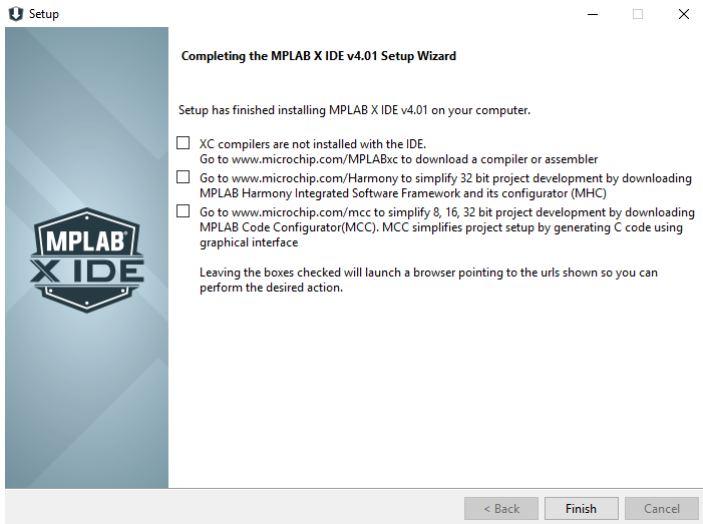 Setup
Completing the MPLAB X IDE v4.01 Setup Wizard
Setup has finished installing MPLAB X IDE v4.01 on your computer.
XC compilers are not installed with the IDE.
Go to www.microchip.com/MPLABxc to download a compiler or assembler
Go to www.microchip.com/Harmony to simplify 32 bit project development by downloading
MPLAB Harmony Integrated Software Framework and its configurator (MHC)
Go to www.microchip.com/mcc to simplify 8, 16, 32 bit project development by downloading
MPLAB Code Configurator(MCC). MCC simplifies project setup by generating C code using
graphical interface
Leaving the boxes checked will launch a browser pointing to the urls shown so you can
perform the desired action.
MPLAB®
X IDE
< Back
Finish
Cancel